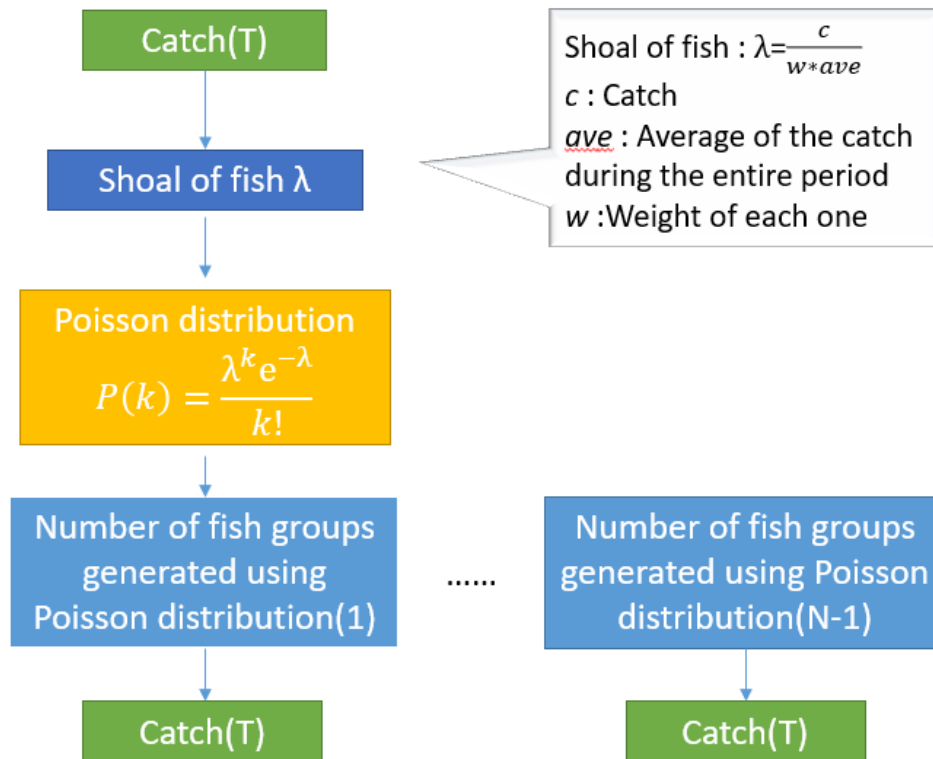 Catch(T)
Shoal of fish : λ=c/(w*ave)
c : Catch
ave : Average of the catch
during the entire period
w :Weight of each one
Shoal of fish λ
Poisson distribution
P(k) = λ^k e^−λ / k!
Number of fish groups
generated using
Poisson distribution(1)
......
Number of fish groups
generated using Poisson
distribution(N-1)
Catch(T)
Catch(T)